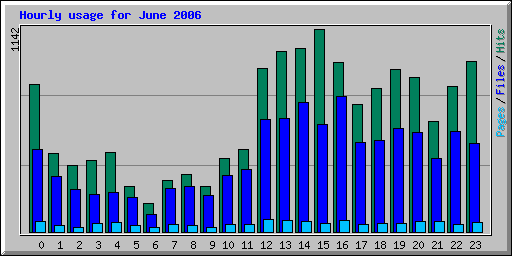 Hourly usage for June 2006
1142
Pages / Files / Hits
0 1 2 3 4 5 6 7 8 9 10 11 12 13 14 15 16 17 18 19 20 21 22 23